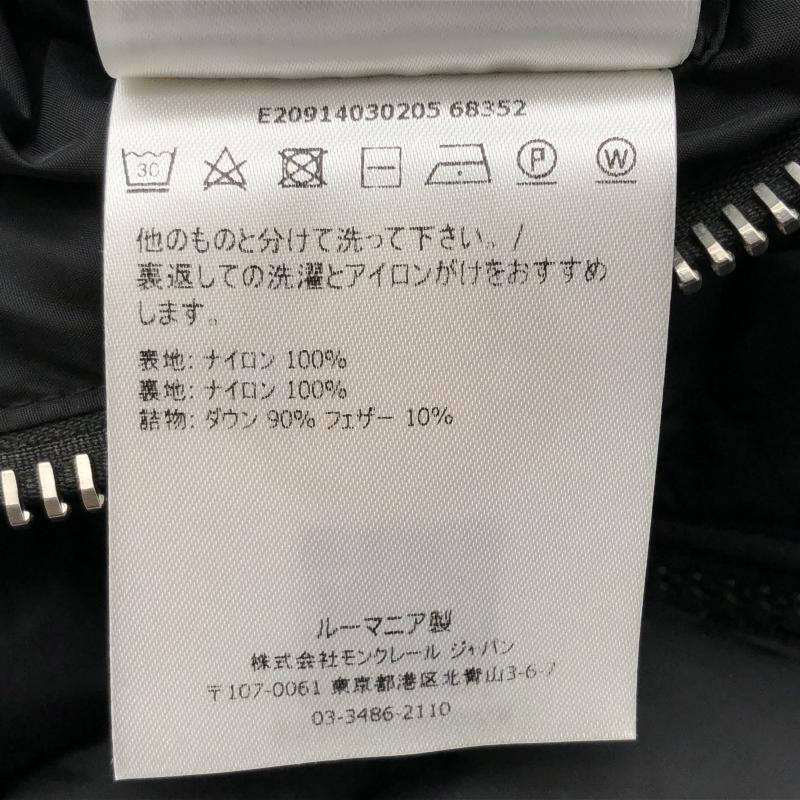 E20914030205 68352
30
P
W
他のものと分けて洗って下さい。/
裏返しての洗濯とアイロンがけをおすすめ
します。
表地: ナイロン 100%
裏地: ナイロン 100%
詰物: ダウン 90% フェザー 10%
ルーマニア製
株式会社モンクレール ジャパン
〒107-0061 東京都港区北青山3-6-7
03-3486-2110